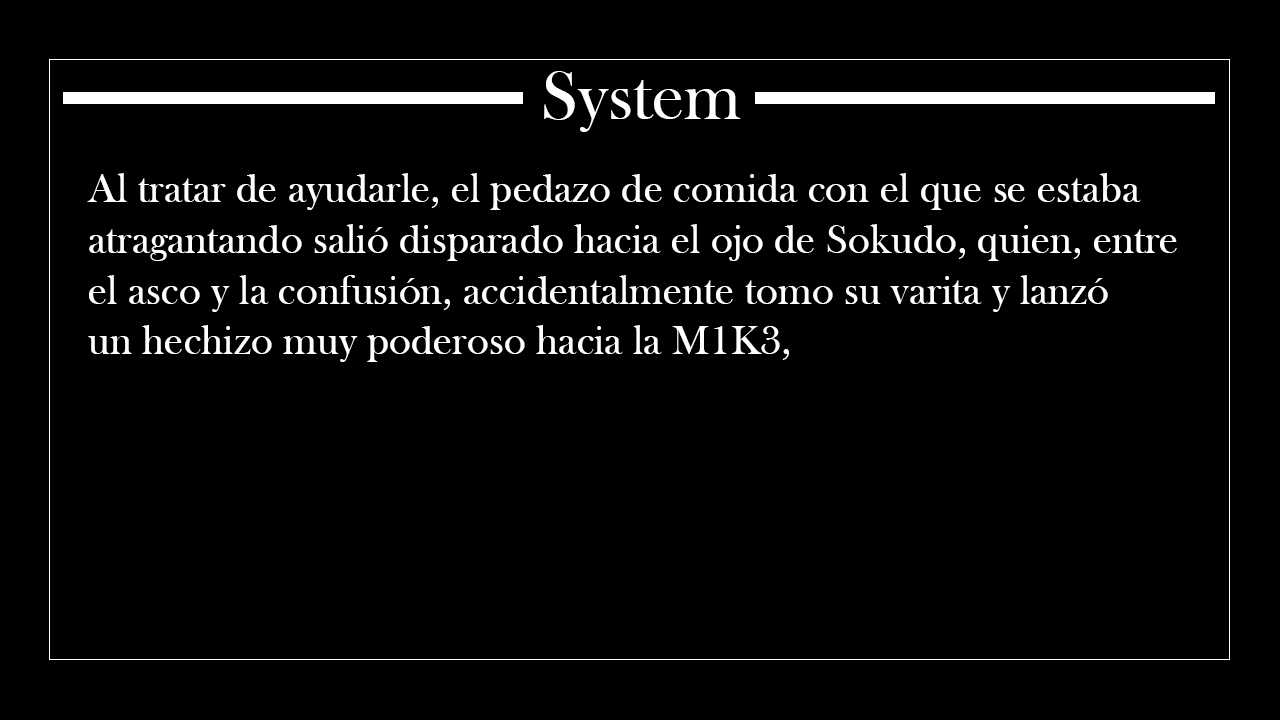 System
Al tratar de ayudarle, el pedazo de comida con el que se estaba
atragantando salió disparado hacia el ojo de Sokudo, quien, entre
el asco y la confusión, accidentalmente tomo su varita y lanzó
un hechizo muy poderoso hacia la M1K3,